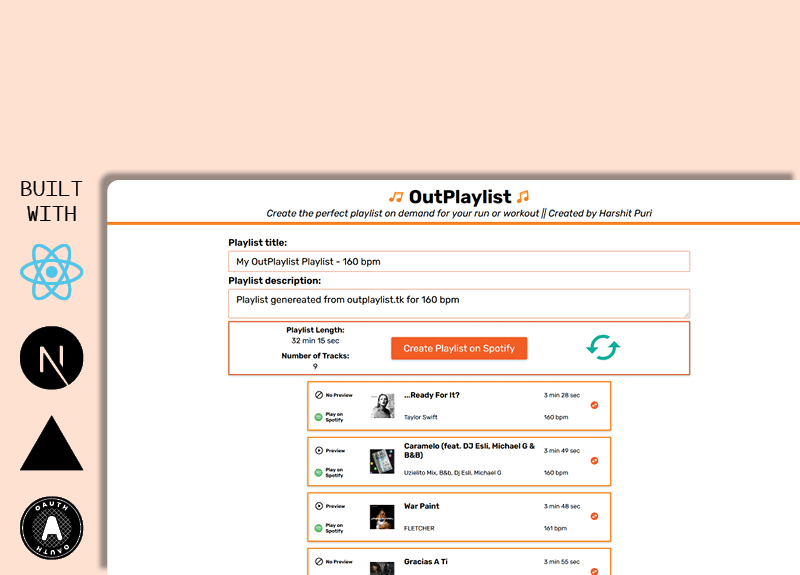 BUILT
WITH
OAUTH
A
OAUTH
OutPlaylist
Create the perfect playlist on demand for your run or workout || Created by Harshit Puri
Playlist title:
My OutPlaylist Playlist - 160 bpm
Playlist description:
Playlist genereated from outplaylist.tk for 160 bpm
Playlist Length:
32 min 15 sec
Number of Tracks:
9
Create Playlist on Spotify
No Preview
Play on
Spotify
...Ready For It?
Taylor Swift
3 min 28 sec
160 bpm
Preview
Play on
Spotify
Caramelo (feat. DJ Esli, Michael G &
B&B)
Uzielito Mix, B&b, Dj Esli, Michael G
3 min 49 sec
160 bpm
Preview
Play on
Spotify
War Paint
FLETCHER
3 min 48 sec
161 bpm
No Preview
Gracias A Ti
3 min 55 sec